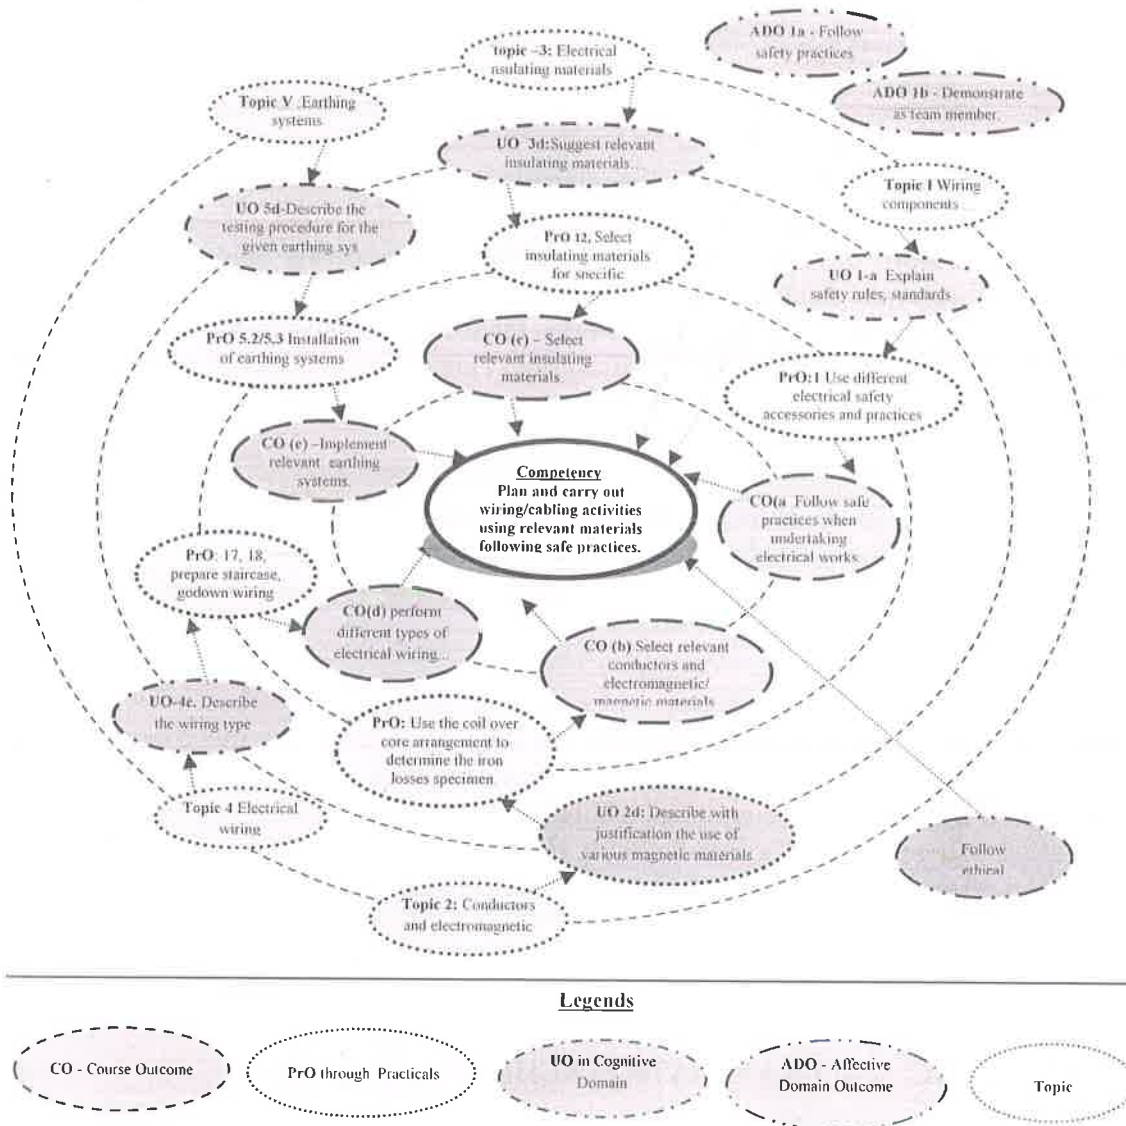 topic –3: Electrical
nsulating materials
ADO 1a - Follow
safety practices
ADO 1b - Demonstrate
as team member.
Topic V .Earthing
systems
UO 3d:Suggest relevant
insulating materials…
Topic I Wiring
components
UO 5d-Describe the
testing procedure for the
given earthing sys
PrO 12, Select
insulating materials
for specific
UO 1-a Explain
safety rules, standards
PrO 5.2/5.3 Installation
of earthing systems
CO (c) – Select
relevant insulating
materials
PrO:1 Use different
electrical safety
accessories and practices
CO (e) –Implement
relevant earthing
systems.
Competency
Plan and carry out
wiring/cabling activities
using relevant materials
following safe practices.
CO(a Follow safe
practices when
undertaking
electrical works
PrO: 17, 18,
prepare staircase,
godown wiring
CO(d) perform
different types of
electrical wiring…
CO (b) Select relevant
conductors and
electromagnetic/
magnetic materials
UO-4c. Describe
the wiring type
PrO: Use the coil over
core arrangement to
determine the iron
losses specimen
Topic 4 Electrical
wiring
UO 2d: Describe with
justification the use of
various magnetic materials
Follow
ethical
Topic 2: Conductors
and electromagnetic
Legends
CO - Course Outcome
PrO through Practicals
UO in Cognitive
Domain
ADO - Affective
Domain Outcome
Topic